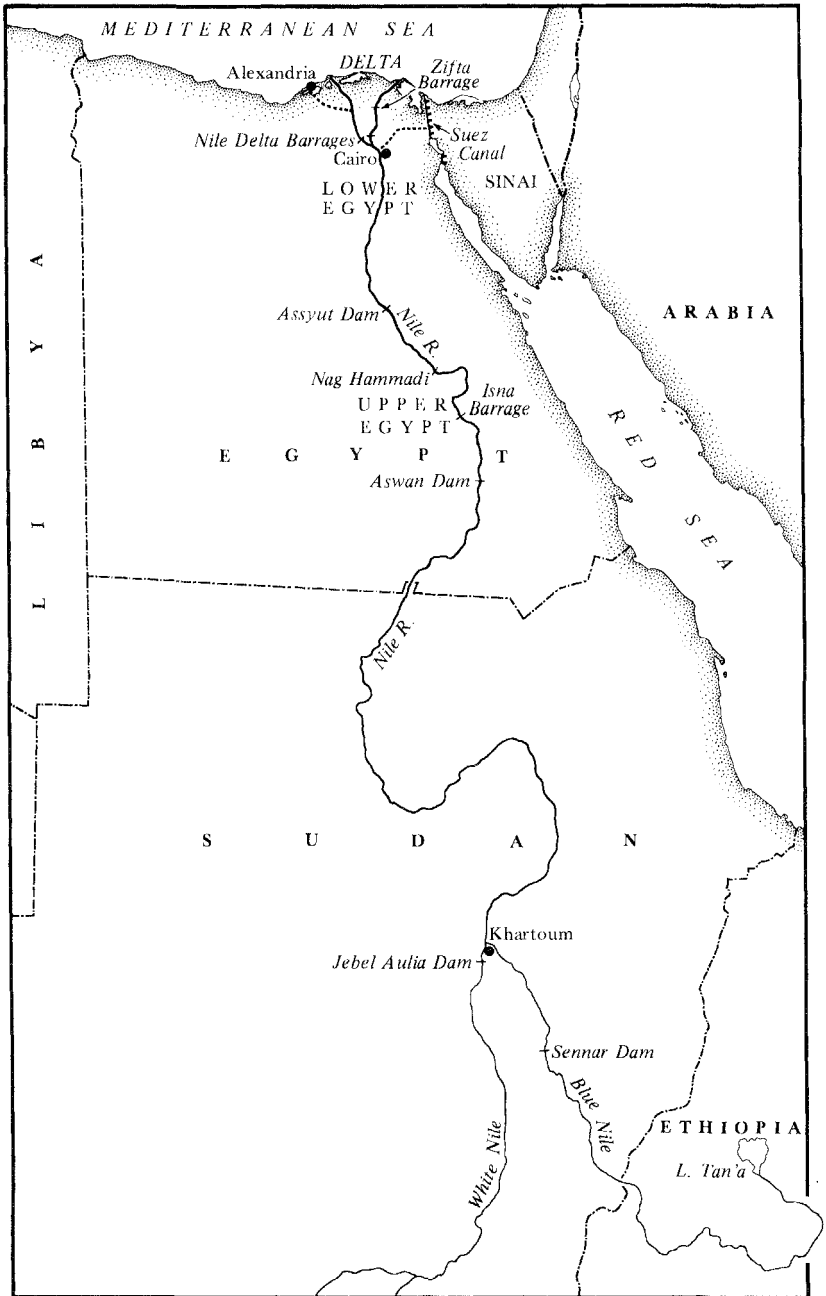 MEDITERRANEAN SEA
DELTA
Alexandria
Zifta
Barrage
Nile Delta Barrages
Cairo
Suez
Canal
SINAI
LOWER
EGYPT
LIBYA
ARABIA
Assyut Dam
Nile R.
Nag Hammadi
Isna
Barrage
UPPER
EGYPT
RED SEA
EGYPT
Aswan Dam
Nile R.
SUDAN
Khartoum
Jebel Aulia Dam
Sennar Dam
Blue Nile
White Nile
ETHIOPIA
L. Tan'a